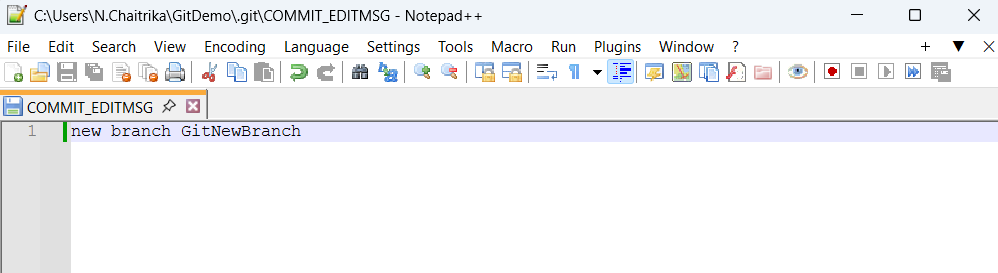 C:\Users\N.Chaitrika\GitDemo\.git\COMMIT_EDITMSG - Notepad++
File Edit Search View Encoding Language Settings Tools Macro Run Plugins Window ?
COMMIT_EDITMSG
1 new branch GitNewBranch